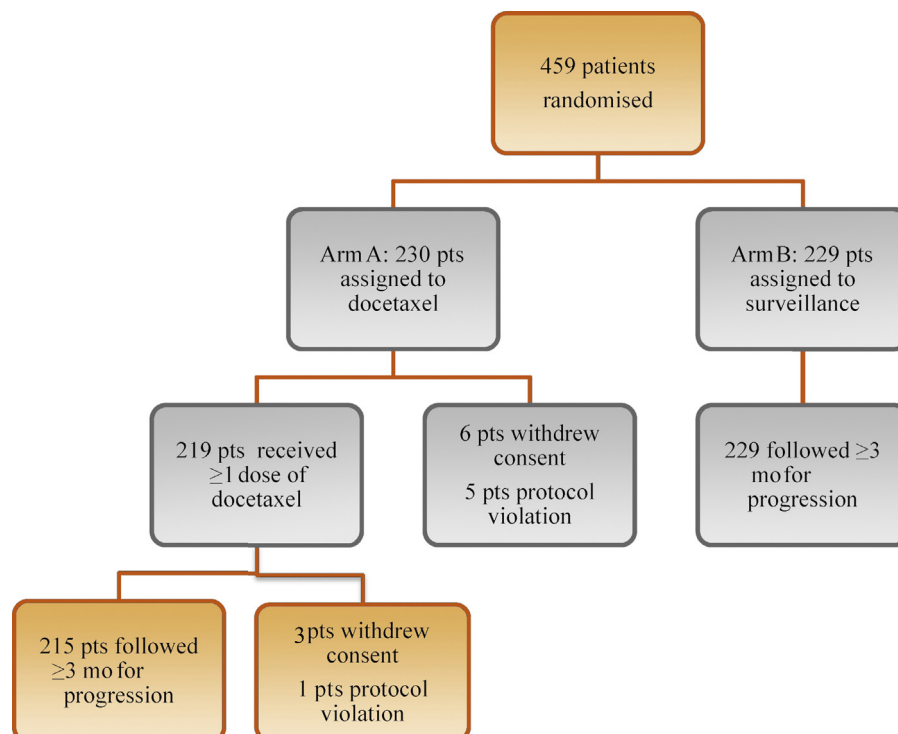 459 patients
randomised
Arm A: 230 pts
assigned to
docetaxel
Arm B: 229 pts
assigned to
surveillance
219 pts received
≥1 dose of
docetaxel
6 pts withdrew
consent
5 pts protocol
violation
229 followed ≥3
mo for
progression
215 pts followed
≥3 mo for
progression
3 pts withdrew
consent
1 pts protocol
violation